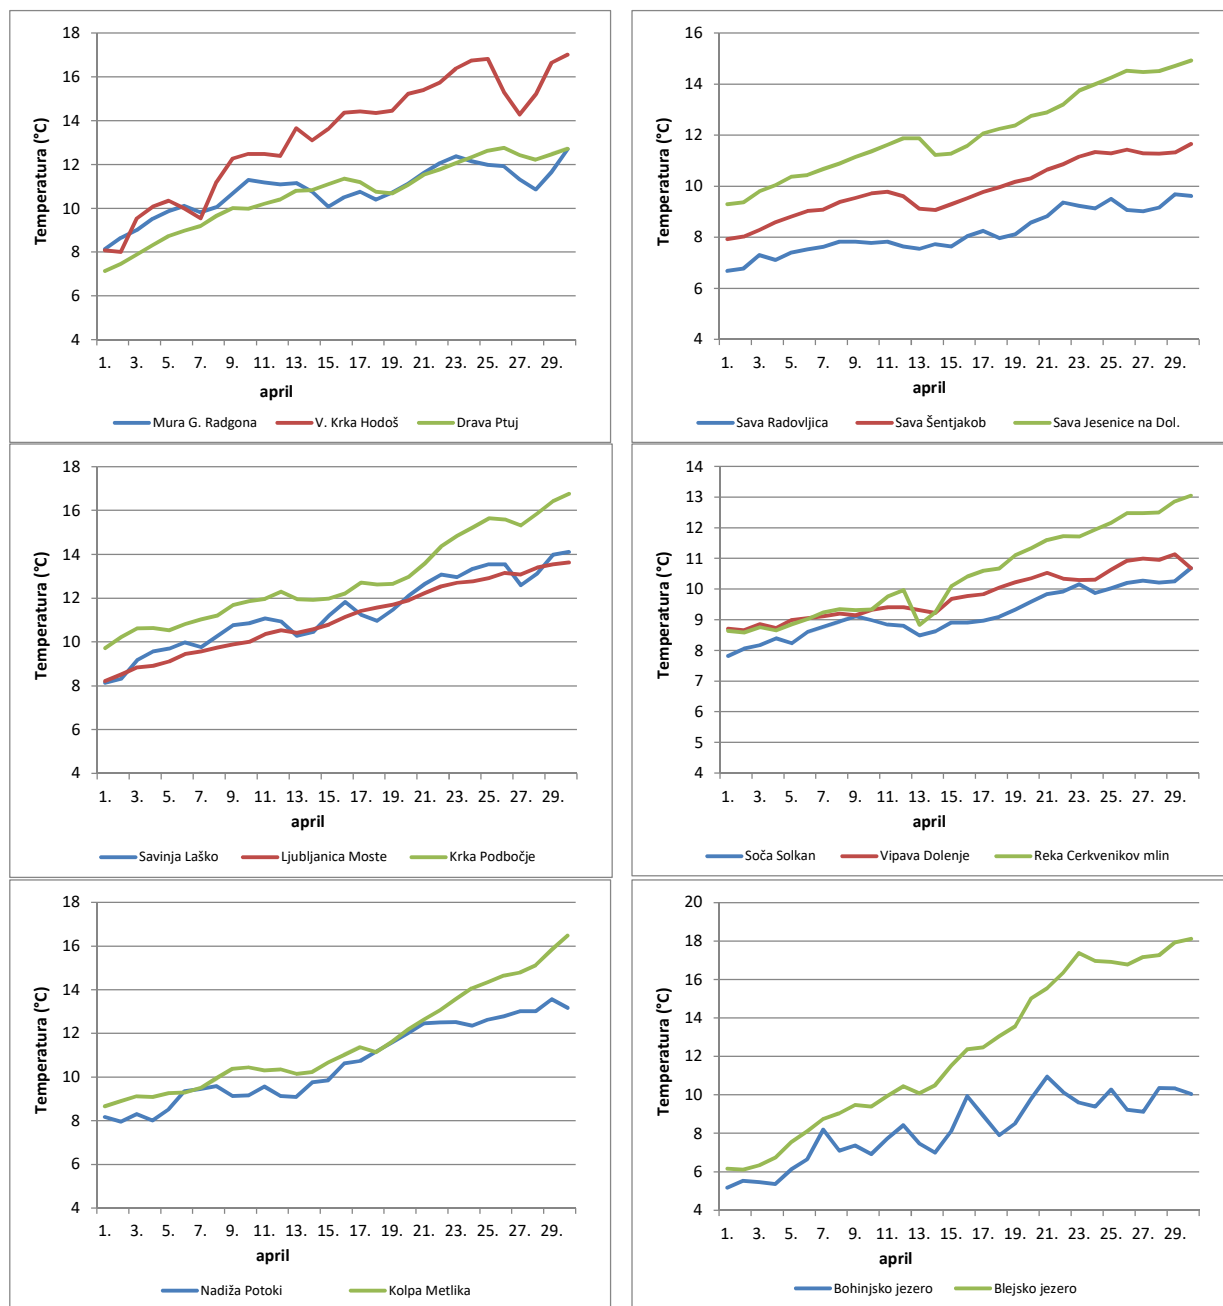 Temperatura (°C)
18
16
14
12
10
8
6
4
1. 3. 5. 7. 9. 11. 13. 15. 17. 19. 21. 23. 25. 27. 29.
april
Mura G. Radgona V. Krka Hodoš Drava Ptuj
Temperatura (°C)
16
14
12
10
8
6
4
1. 3. 5. 7. 9. 11. 13. 15. 17. 19. 21. 23. 25. 27. 29.
april
Sava Radovljica Sava Šentjakob Sava Jesenice na Dol.
Temperatura (°C)
18
16
14
12
10
8
6
4
1. 3. 5. 7. 9. 11. 13. 15. 17. 19. 21. 23. 25. 27. 29.
april
Savinja Laško Ljubljanica Moste Krka Podbočje
Temperatura (°C)
14
13
12
11
10
9
8
7
6
5
4
1. 3. 5. 7. 9. 11. 13. 15. 17. 19. 21. 23. 25. 27. 29.
april
Soča Solkan Vipava Dolenje Reka Cerkvenikov mlin
Temperatura (°C)
18
16
14
12
10
8
6
4
1. 3. 5. 7. 9. 11. 13. 15. 17. 19. 21. 23. 25. 27. 29.
april
Nadiža Potoki Kolpa Metlika
Temperatura (°C)
20
18
16
14
12
10
8
6
4
1. 3. 5. 7. 9. 11. 13. 15. 17. 19. 21. 23. 25. 27. 29.
april
Bohinjsko jezero Blejsko jezero